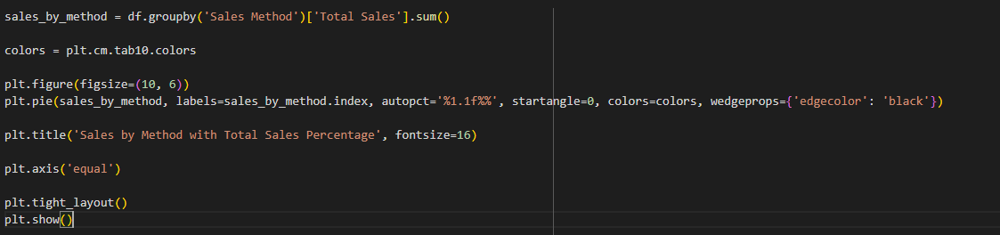 sales_by_method = df.groupby('Sales Method')['Total Sales'].sum()
colors = plt.cm.tab10.colors
plt.figure(figsize=(10, 6))
plt.pie(sales_by_method, labels=sales_by_method.index, autopct='%1.1f%%', startangle=0, colors=colors, wedgeprops={'edgecolor': 'black'})
plt.title('Sales by Method with Total Sales Percentage', fontsize=16)
plt.axis('equal')
plt.tight_layout()
plt.show()